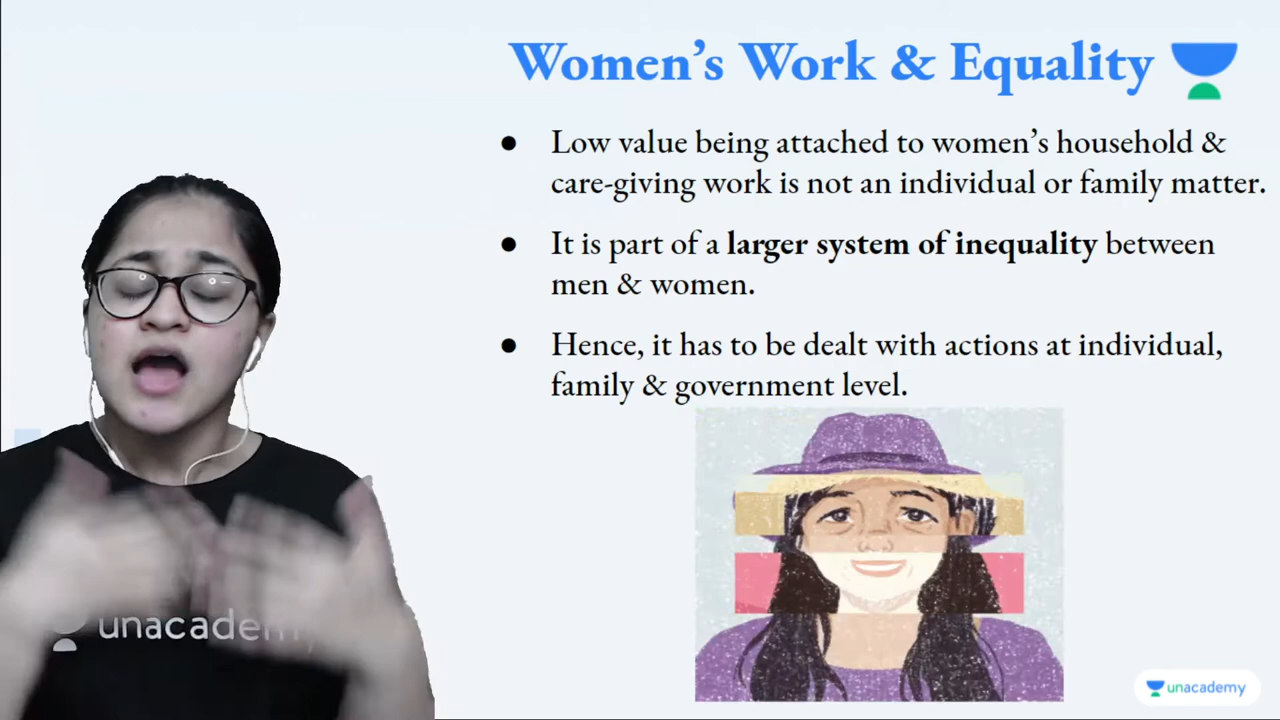 Women's Work & Equality
● Low value being attached to women's household &
care-giving work is not an individual or family matter.
● It is part of a larger system of inequality between
men & women.
● Hence, it has to be dealt with actions at individual,
family & government level.
unacadem
unacademy